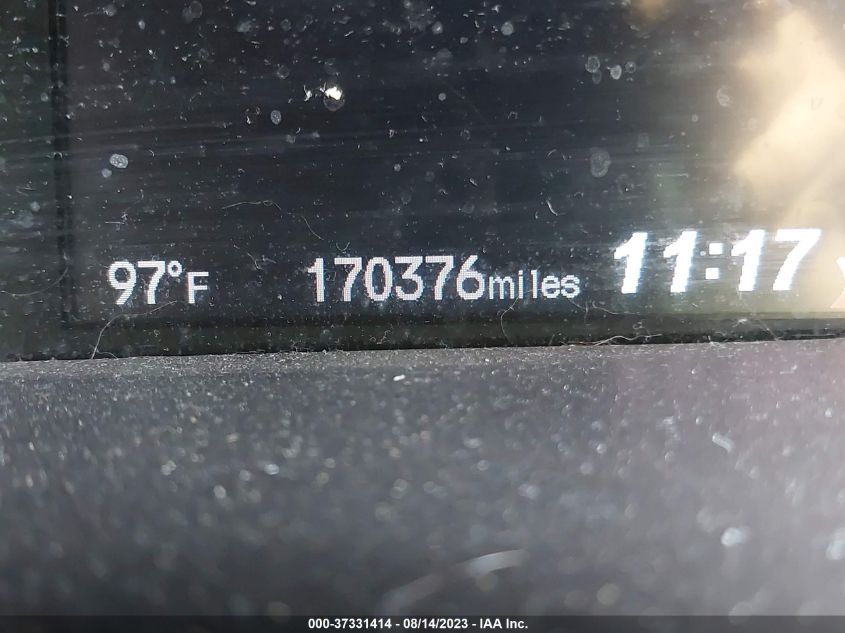 97°F 170376miles 11:17
000-37331414 - 08/14/2023 - IAA Inc.